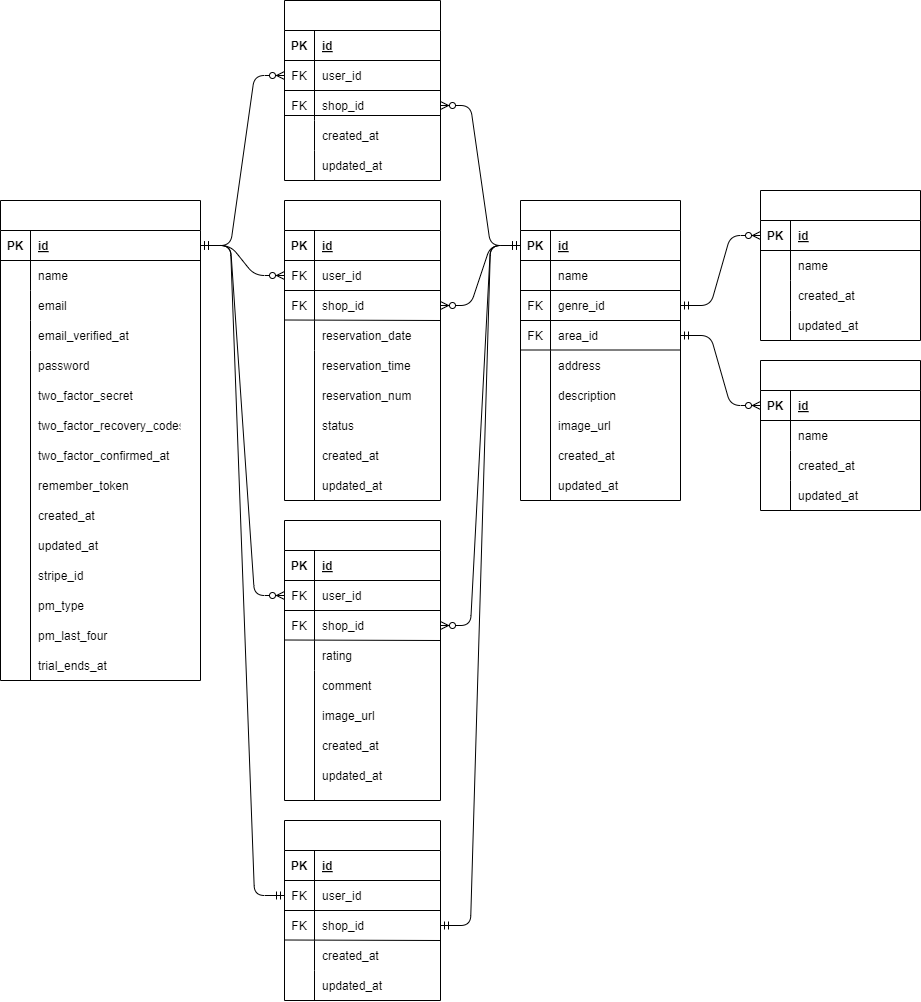 PK id
FK user_id
FK shop_id
created_at
updated_at
PK id
name
email
email_verified_at
password
two_factor_secret
two_factor_recovery_codes
two_factor_confirmed_at
remember_token
created_at
updated_at
stripe_id
pm_type
pm_last_four
trial_ends_at
PK id
FK user_id
FK shop_id
reservation_date
reservation_time
reservation_num
status
created_at
updated_at
PK id
FK user_id
FK shop_id
rating
comment
image_url
created_at
updated_at
PK id
FK user_id
FK shop_id
created_at
updated_at
PK id
name
FK genre_id
FK area_id
address
description
image_url
created_at
updated_at
PK id
name
created_at
updated_at
PK id
name
created_at
updated_at